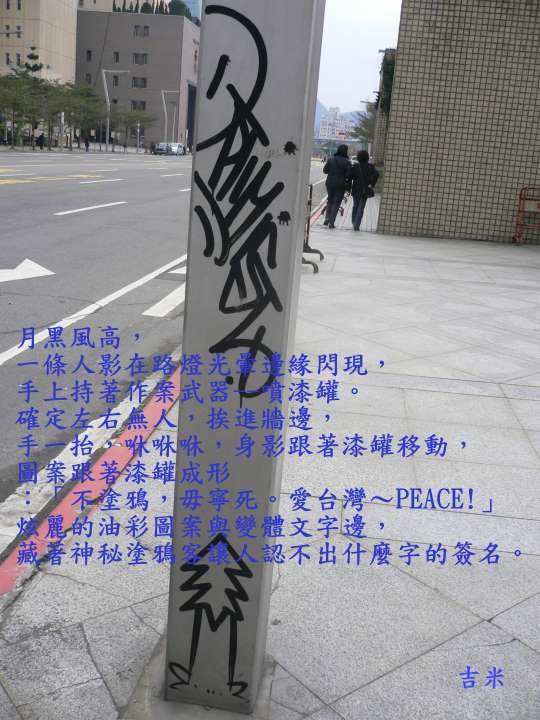 月黑風高，
一條人影在路燈光暈邊緣閃現，
手上持著作案武器－噴漆罐。
確定左右無人，挨進牆邊，
手一抬，咻咻咻，身影跟著漆罐移動，
圖案跟著漆罐成形
：「不塗鴉，毋寧死。愛台灣～PEACE!」
炫麗的油彩圖案與變體文字邊，
藏著神秘塗鴉客讓人認不出什麼字的簽名。
吉米